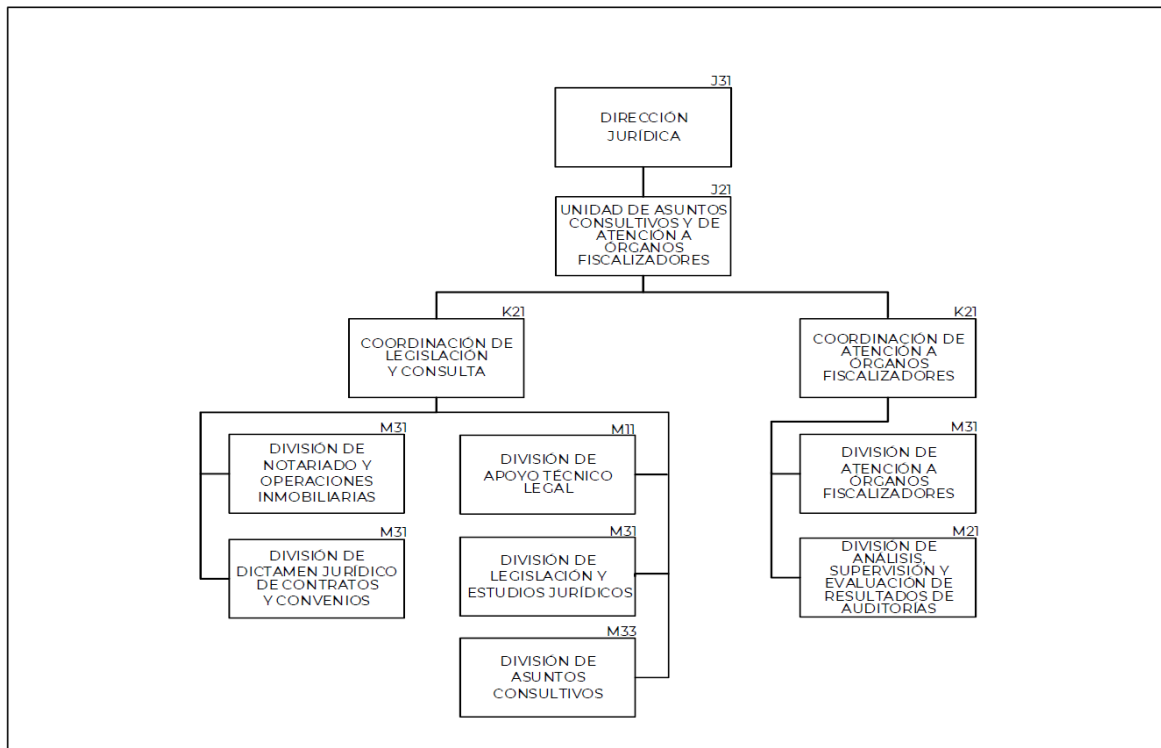 J31
DIRECCIÓN
JURÍDICA
J21
UNIDAD DE ASUNTOS
CONSULTIVOS Y DE
ATENCIÓN A
ÓRGANOS
FISCALIZADORES
K21
COORDINACIÓN DE
LEGISLACIÓN
Y CONSULTA
K21
COORDINACIÓN DE
ATENCIÓN A
ÓRGANOS
FISCALIZADORES
M31
DIVISIÓN DE
NOTARIADO Y
OPERACIONES
INMOBILIARIAS
M11
DIVISIÓN DE
APOYO TÉCNICO
LEGAL
M31
DIVISIÓN DE
ATENCIÓN A
ÓRGANOS
FISCALIZADORES
M31
DIVISIÓN DE
DICTAMEN JURÍDICO
DE CONTRATOS
Y CONVENIOS
M31
DIVISIÓN DE
LEGISLACIÓN Y
ESTUDIOS JURÍDICOS
M21
DIVISIÓN DE
ANÁLISIS,
SUPERVISIÓN Y
EVALUACIÓN DE
RESULTADOS DE
AUDITORÍAS
M33
DIVISIÓN DE
ASUNTOS
CONSULTIVOS